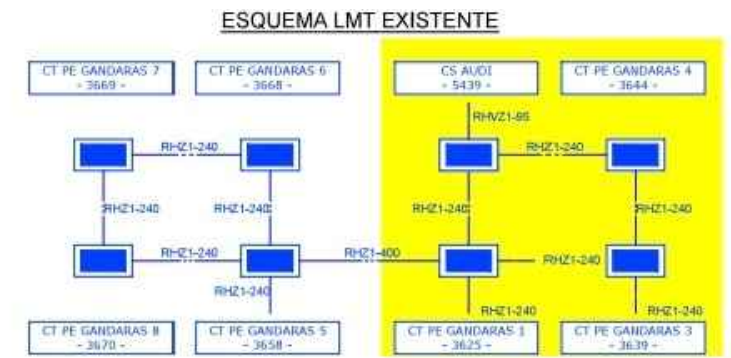 ESQUEMA LMT EXISTENTE
CT PE GANDARAS 7
- 3669 -
CT PE GANDARAS 6
- 3668 -
CS AUDI
- 5439 -
CT PE GANDARAS 4
- 3644 -
RHVZ1-95
RHZ1-240
RHZ1-240
RHZ1-240
RHZ1-240
RHZ1-240
RHZ1-240
RHZ1-240
RHZ1-400
RHZ1-240
RHZ1-240
RHZ1-240
RHZ1-240
CT PE GANDARAS 8
- 3670 -
CT PE GANDARAS 5
- 3658 -
CT PE GANDARAS 1
- 3625 -
CT PE GANDARAS 3
- 3639 -